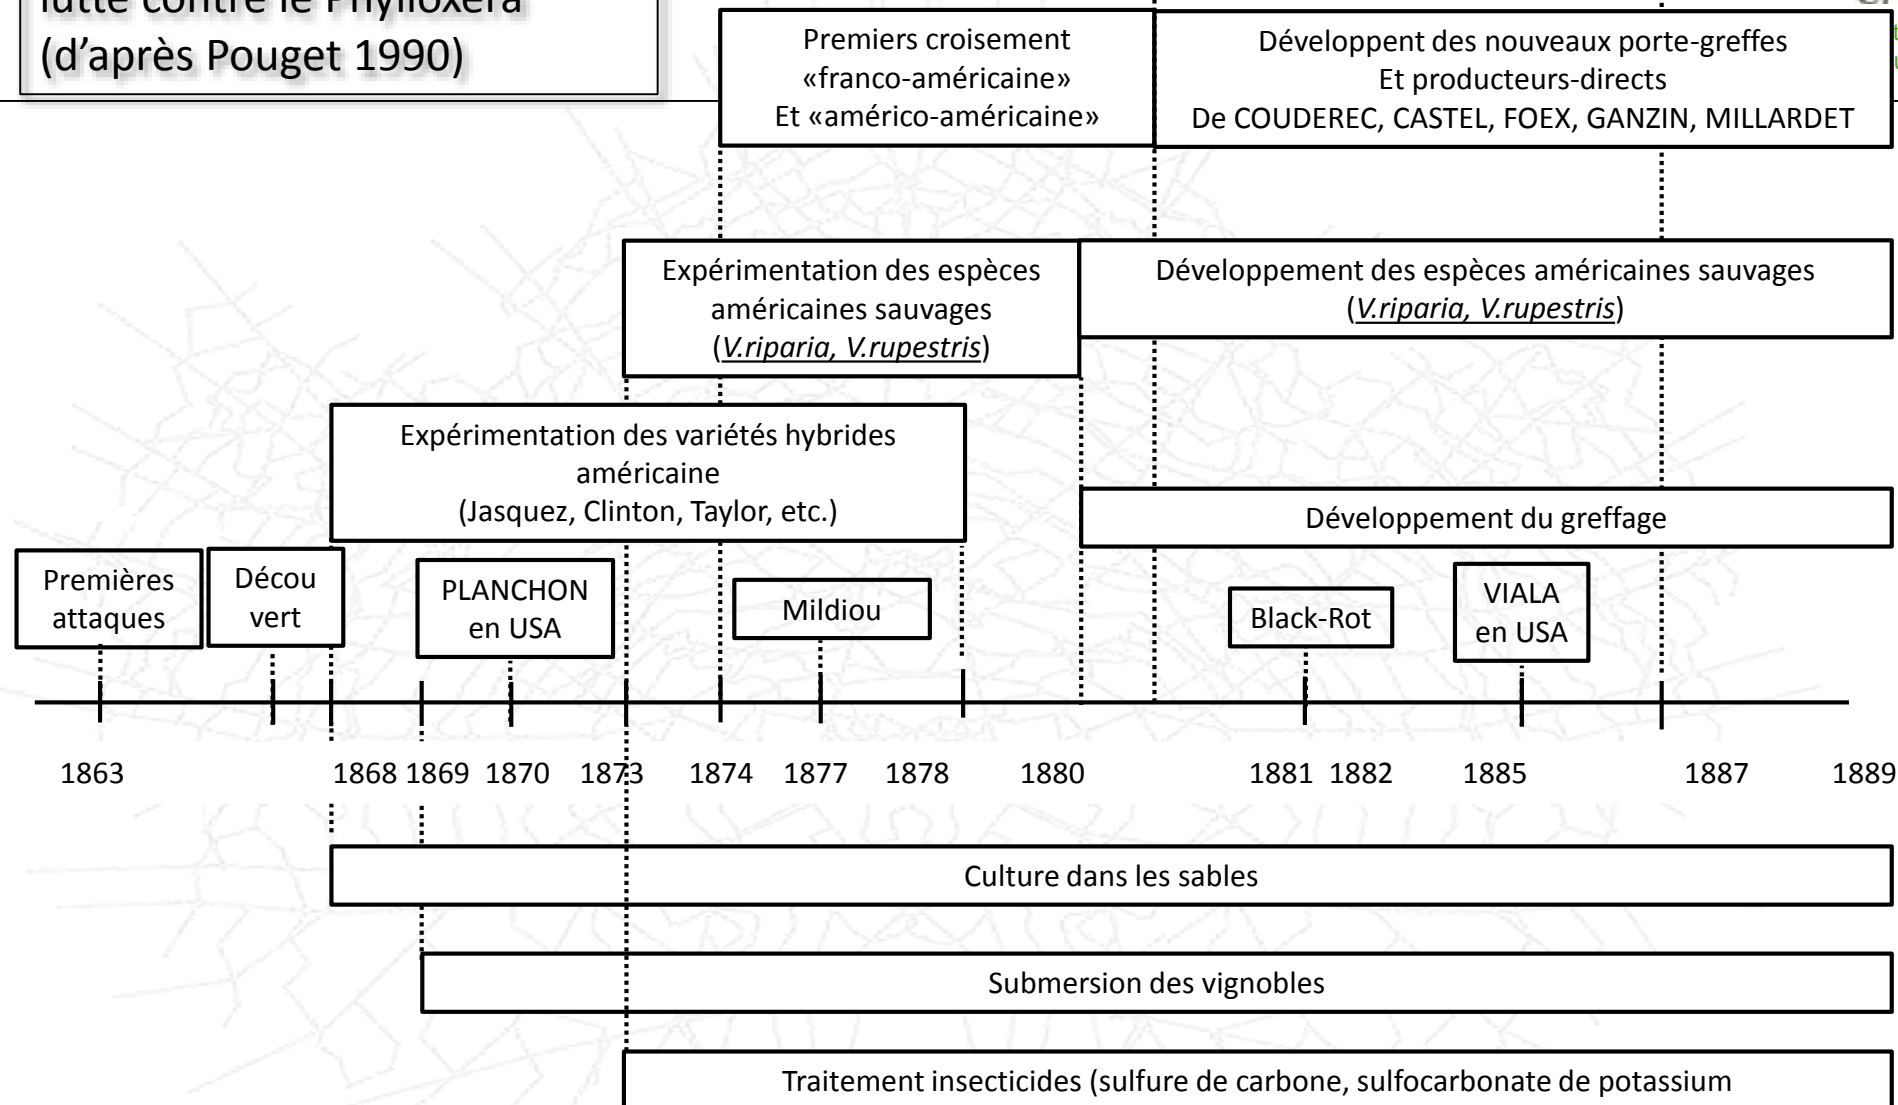 lutte contre le Phylloxéra
(d’après Pouget 1990)
Premiers croisement
«franco-américaine»
Et «américo-américaine»
Développent des nouveaux porte-greffes
Et producteurs-directs
De COUDEREC, CASTEL, FOEX, GANZIN, MILLARDET
Expérimentation des espèces
américaines sauvages
(V.riparia, V.rupestris)
Développement des espèces américaines sauvages
(V.riparia, V.rupestris)
Expérimentation des variétés hybrides
américaine
(Jasquez, Clinton, Taylor, etc.)
Développement du greffage
Premières
attaques
Décou
vert
PLANCHON
en USA
Mildiou
Black-Rot
VIALA
en USA
1863 1868 1869 1870 1873 1874 1877 1878 1880 1881 1882 1885 1887 1889
Culture dans les sables
Submersion des vignobles
Traitement insecticides (sulfure de carbone, sulfocarbonate de potassium